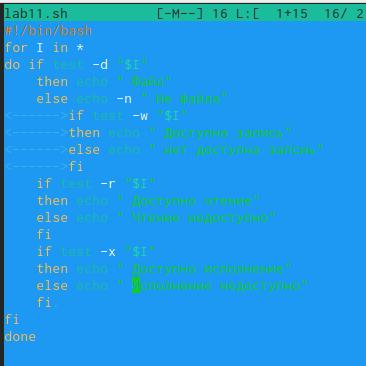 lab11.sh [-M--] 16 L:[ 1+15 16/ 2
#!/bin/bash
for I in *
do if test -d "$I"
then echo " Файл"
else echo -n " Не файла"
<------>if test -w "$I"
<------>then echo " Доступна запись"
<------>else echo " нет доступна запсиь"
<------>fi
if test -r "$I"
then echo " Доступно чтение"
else echo " Чтение недоступно"
fi
if test -x "$I"
then echo " Доступно исполнение"
else echo " Исполнение недоступно"
fi.
fi
done